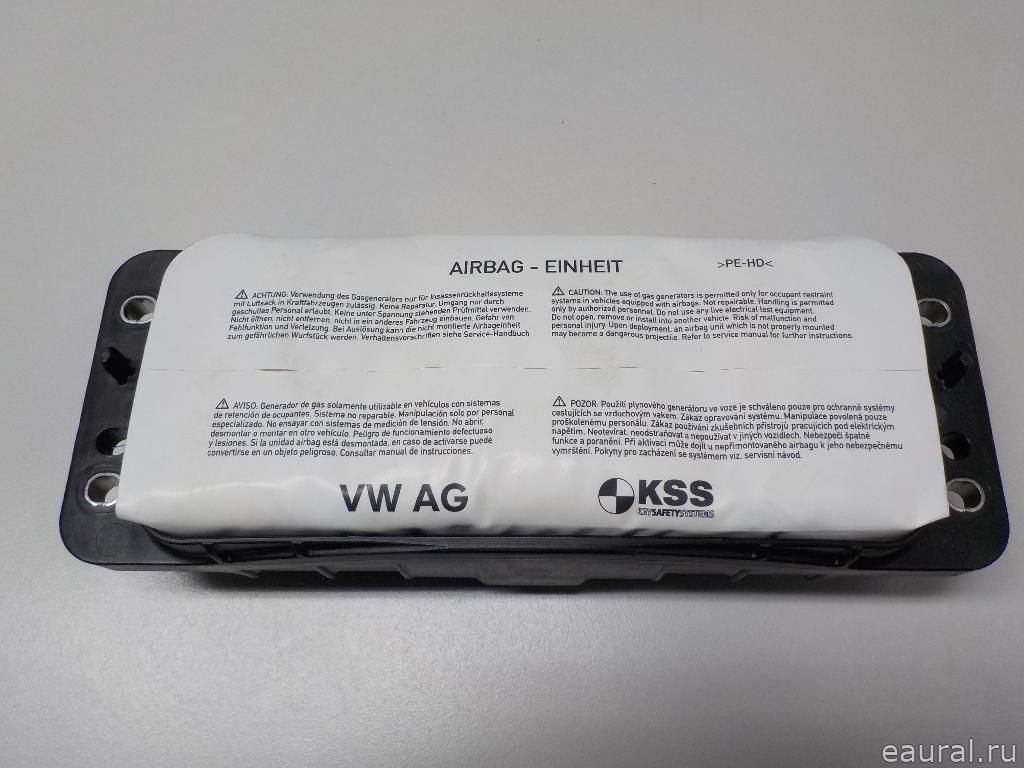 AIRBAG - EINHEIT
>PE-HD<
⚠ ACHTUNG: Verwendung des Gasgenerators nur für Insassenrückhaltesysteme
mit Luftsack in Kraftfahrzeugen zulässig. Keine Reparatur. Umgang nur durch
geschultes Personal erlaubt. Keine unter Spannung stehenden Prüfmittel verwenden.
Nicht öffnen, nicht entfernen, nicht in ein anderes Fahrzeug einbauen. Gefahr von
Fehlfunktion und Verletzung. Bei Auslösung kann die nicht montierte Airbageinheit
zum gefährlichen Wurfstück werden. Verhaltensvorschriften siehe Service-Handbuch.
⚠ CAUTION: The use of gas generators is permitted only for occupant restraint
systems in vehicles equipped with airbags. Not repairable. Handling is permitted
only by authorized personnel. Do not use any live electrical test equipment.
Do not open, remove or install into another vehicle. Risk of malfunction and
personal injury. Upon deployment, an airbag unit which is not properly mounted
may become a dangerous projectile. Refer to service manual for further instructions.
⚠ AVISO: Generador de gas solamente utilizable en vehículos con sistemas
de retención de ocupantes. Sistema no reparable. Manipulación solo por personal
especializado. No ensayar con sistemas de medición de tensión. No abrir,
desmontar o montar en otro vehículo. Peligro de funcionamiento defectuoso
y lesiones. Si la unidad airbag está desmontada, en caso de activarse puede
convertirse en un objeto peligroso. Consultar manual de instrucciones.
⚠ POZOR: Použití plynového generátoru ve voze je schváleno pouze pro ochranné systémy
cestujících se vzduchovým vakem. Zákaz opravování systému. Manipulace povolená pouze
proškolenému personálu. Zákaz používání zkušebních přístrojů pracujících pod elektrickým
napětím. Neotevírat, neodstraňovat a nepoužívat v jiných vozidlech. Nebezpečí špatné
funkce a poranění. Při aktivaci může dojít u nepřimontovaného airbagu k jeho nebezpečnému
vymrštění. Pokyny pro zacházení se systémem viz. servisní návod.
VW AG
KSS
KEYSAFETYSYSTEMS
eaural.ru